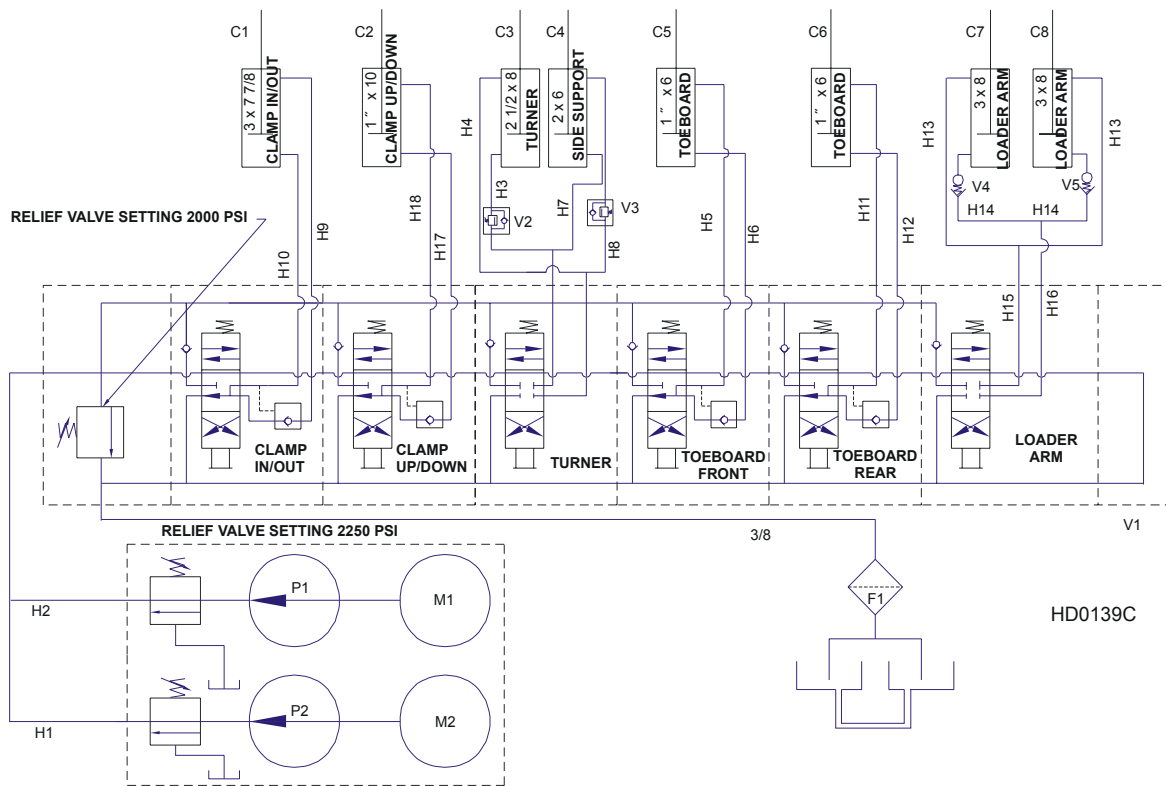 C1
C2
C3
C4
C5
C6
C7
C8
3 x 7 7/8
CLAMP IN/OUT
1 ″ x 10
CLAMP UP/DOWN
2 1/2 x 8
TURNER
2 x 6
SIDE SUPPORT
1 ″ x 6
TOEBOARD
1 ″ x 6
TOEBOARD
3 x 8
LOADER ARM
3 x 8
LOADER ARM
H4
H13
H13
H3
H7
V4
V5
H14
H14
RELIEF VALVE SETTING 2000 PSI
H10
H9
H18
H17
V2
V3
H8
H5
H6
H11
H12
H15
H16
CLAMP
IN/OUT
CLAMP
UP/DOWN
TURNER
TOEBOARD
FRONT
TOEBOARD
REAR
LOADER
ARM
V1
RELIEF VALVE SETTING 2250 PSI
3/8
P1
M1
F1
H2
HD0139C
P2
M2
H1